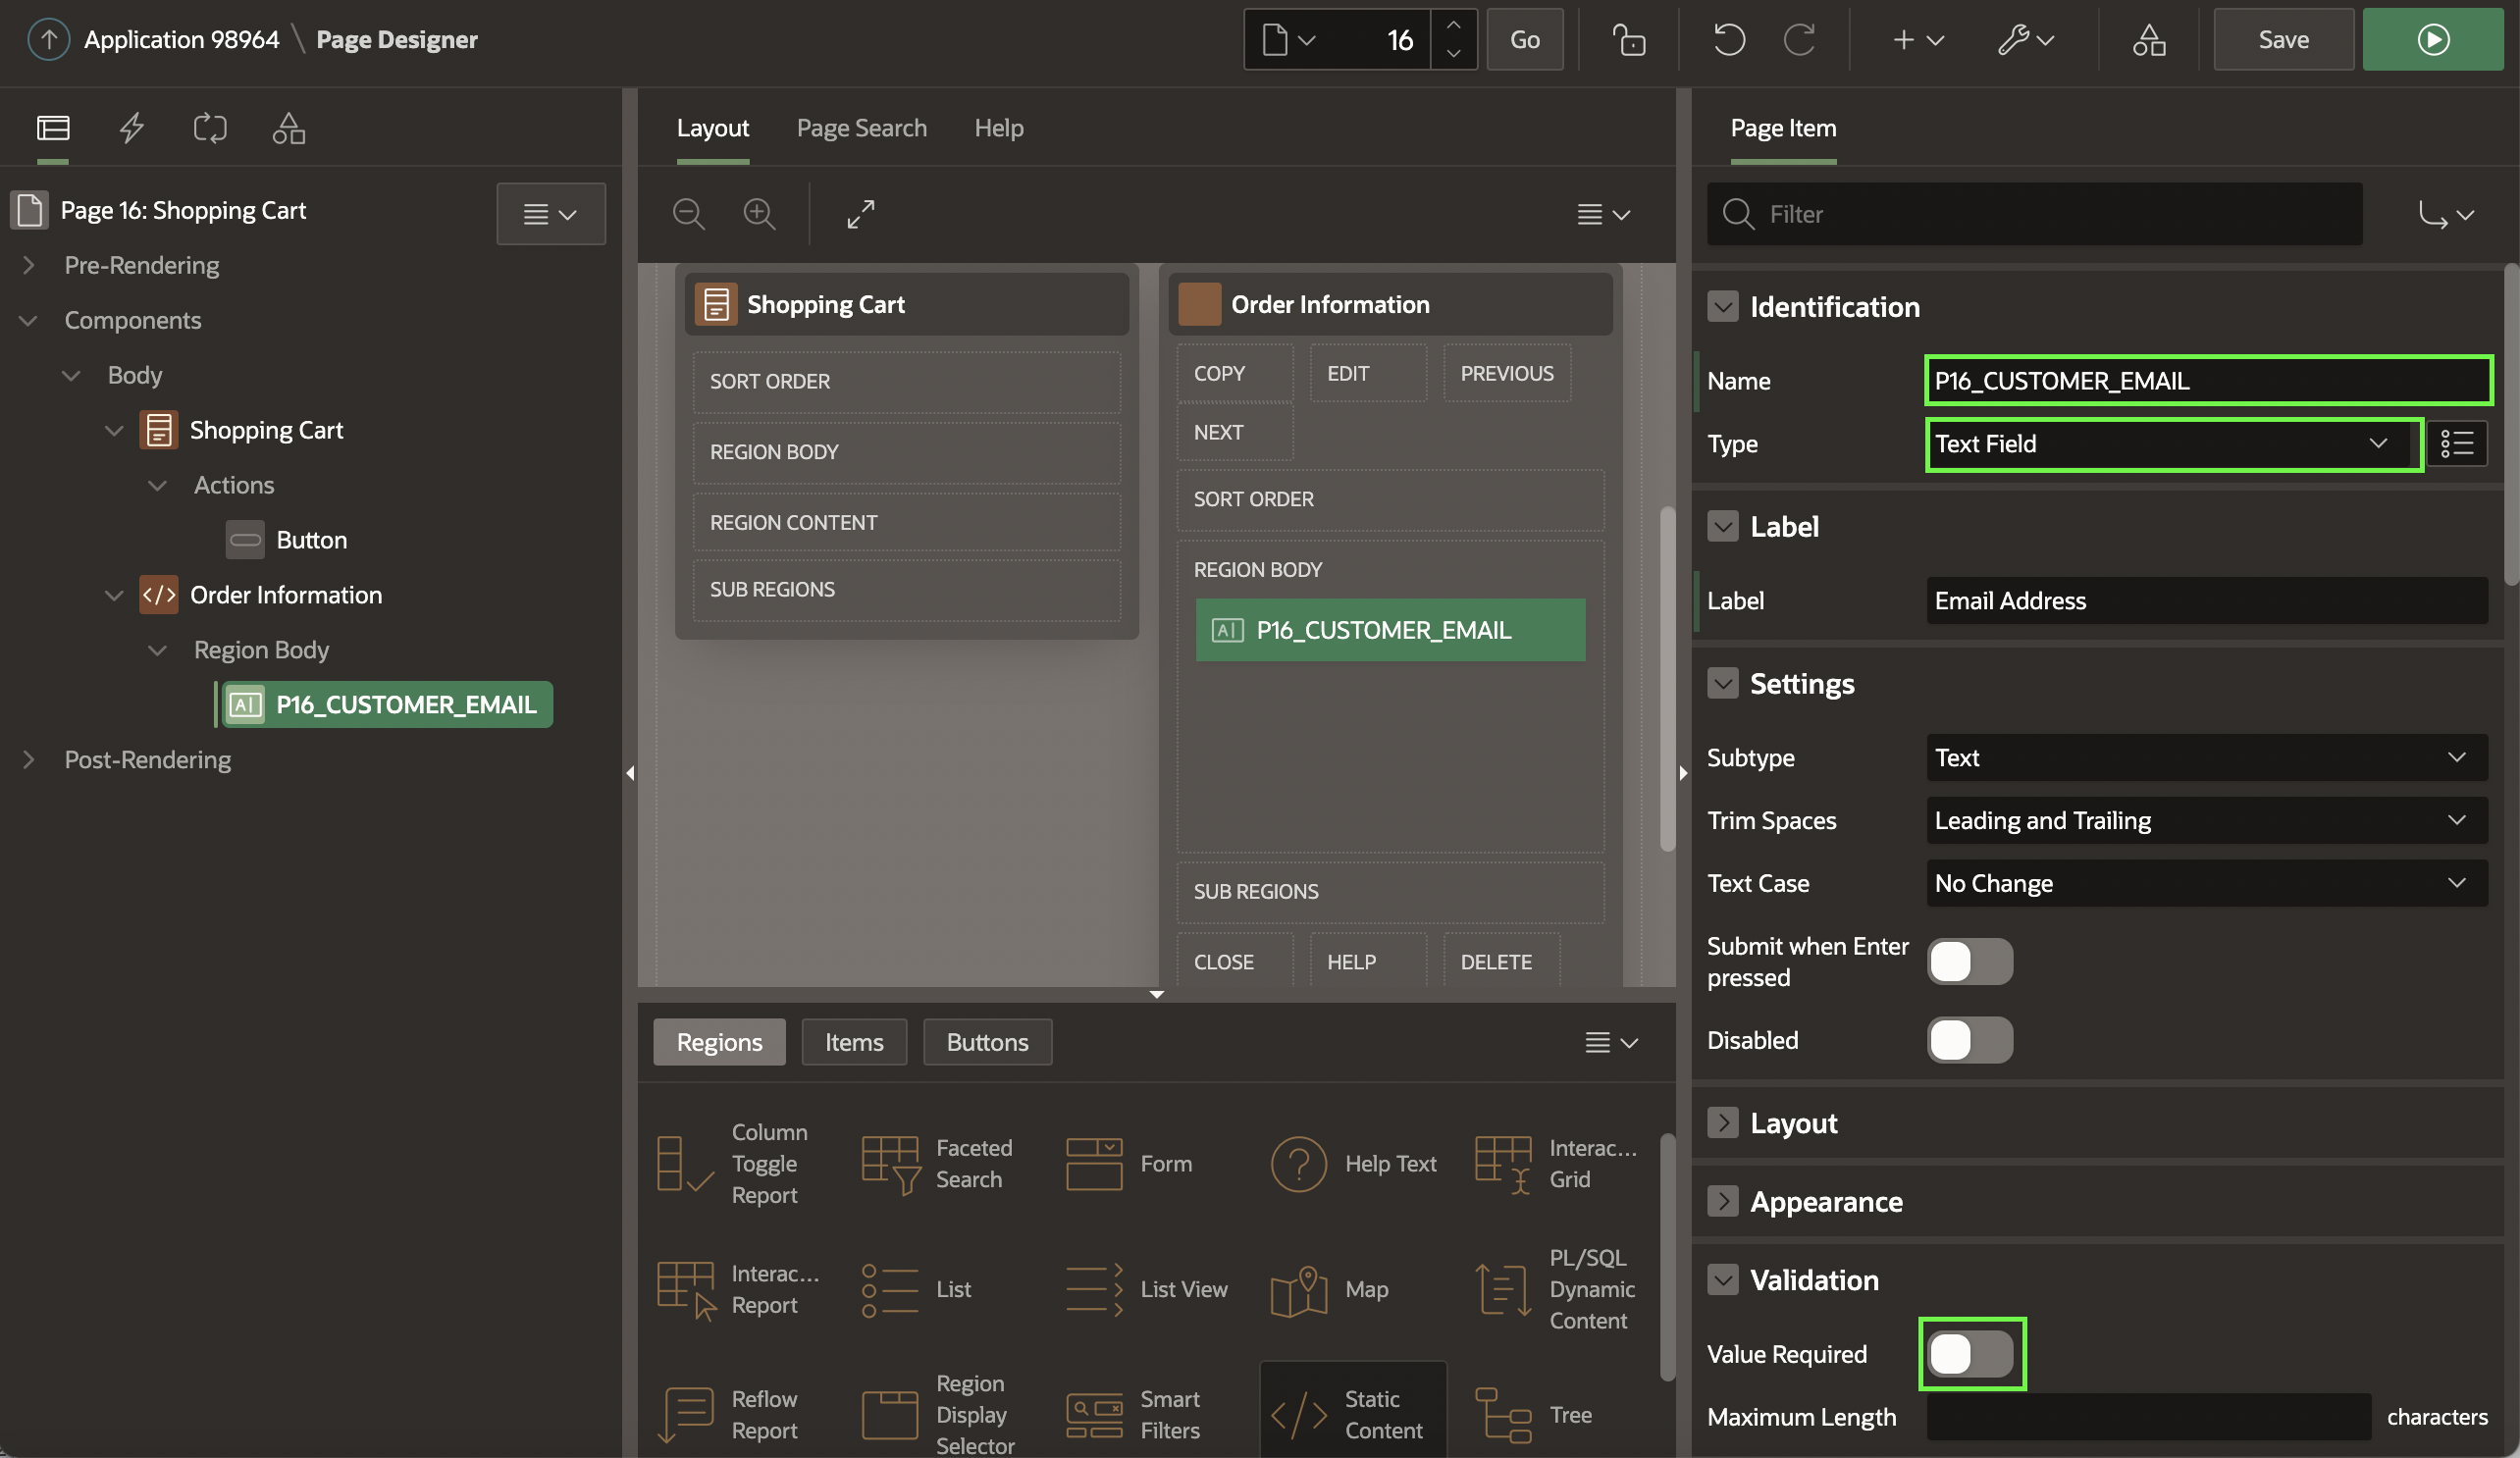 Application 98964 \ Page Designer
16
Go
Save
Layout
Page Search
Help
Page Item
Page 16: Shopping Cart
Pre-Rendering
Components
Body
Shopping Cart
Actions
Button
Order Information
Region Body
P16_CUSTOMER_EMAIL
Post-Rendering
Shopping Cart
SORT ORDER
REGION BODY
REGION CONTENT
SUB REGIONS
Order Information
COPY
EDIT
PREVIOUS
NEXT
SORT ORDER
REGION BODY
P16_CUSTOMER_EMAIL
SUB REGIONS
CLOSE
HELP
DELETE
Regions
Items
Buttons
Column
Toggle
Report
Faceted
Search
Form
Help Text
Interac...
Grid
Interac...
Report
List
List View
Map
PL/SQL
Dynamic
Content
Reflow
Report
Region
Display
Selector
Smart
Filters
Static
Content
Tree
Filter
Identification
Name
P16_CUSTOMER_EMAIL
Type
Text Field
Label
Label
Email Address
Settings
Subtype
Text
Trim Spaces
Leading and Trailing
Text Case
No Change
Submit when Enter
pressed
Disabled
Layout
Appearance
Validation
Value Required
Maximum Length
characters